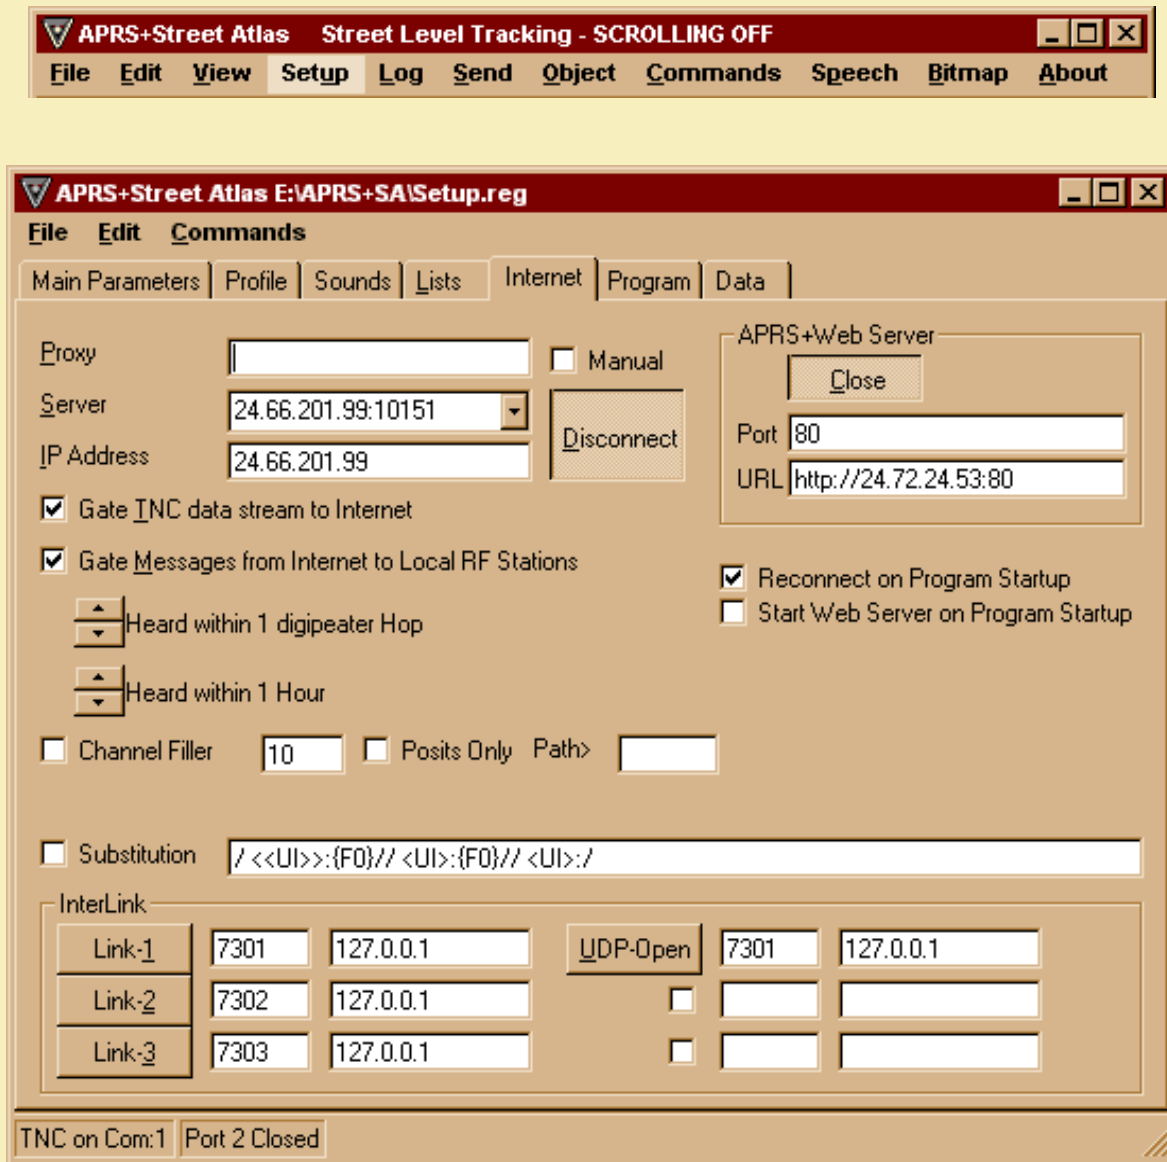 APRS+Street Atlas Street Level Tracking - SCROLLING OFF
File Edit View Setup Log Send Object Commands Speech Bitmap About
APRS+Street Atlas E:\APRS+SA\Setup.reg
File Edit Commands
Main Parameters Profile Sounds Lists Internet Program Data
Proxy Manual
Server 24.66.201.99:10151
IP Address 24.66.201.99
Disconnect
APRS+Web Server
Close
Port 80
URL http://24.72.24.53:80
Gate TNC data stream to Internet
Gate Messages from Internet to Local RF Stations
Reconnect on Program Startup
Start Web Server on Program Startup
Heard within 1 digipeater Hop
Heard within 1 Hour
Channel Filler 10 Posits Only Path>
Substitution / <<UI>>:{F0}// <UI>:{F0}// <UI>:/
InterLink
Link-1 7301 127.0.0.1 UDP-Open 7301 127.0.0.1
Link-2 7302 127.0.0.1
Link-3 7303 127.0.0.1
TNC on Com:1 Port 2 Closed